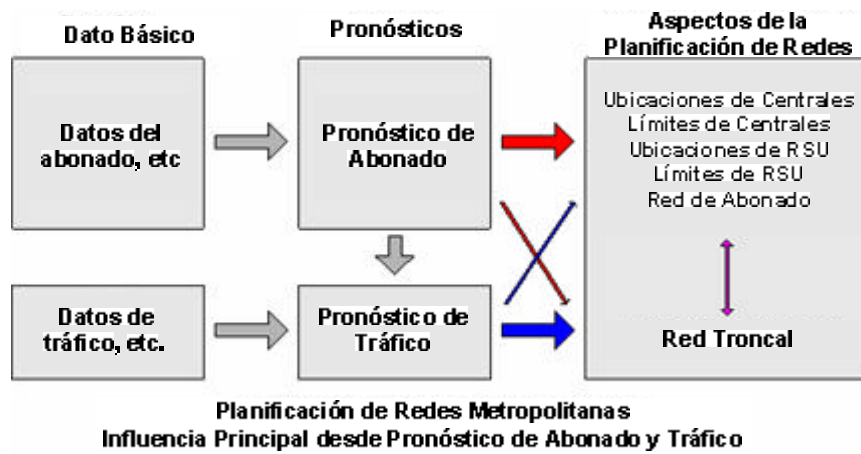 Dato Básico
Pronósticos
Aspectos de la
Planificación de Redes
Datos del
abonado, etc
Pronóstico de
Abonado
Ubicaciones de Centrales
Límites de Centrales
Ubicaciones de RSU
Límites de RSU
Red de Abonado
Datos de
tráfico, etc.
Pronóstico de
Tráfico
Red Troncal
Planificación de Redes Metropolitanas
Influencia Principal desde Pronóstico de Abonado y Tráfico